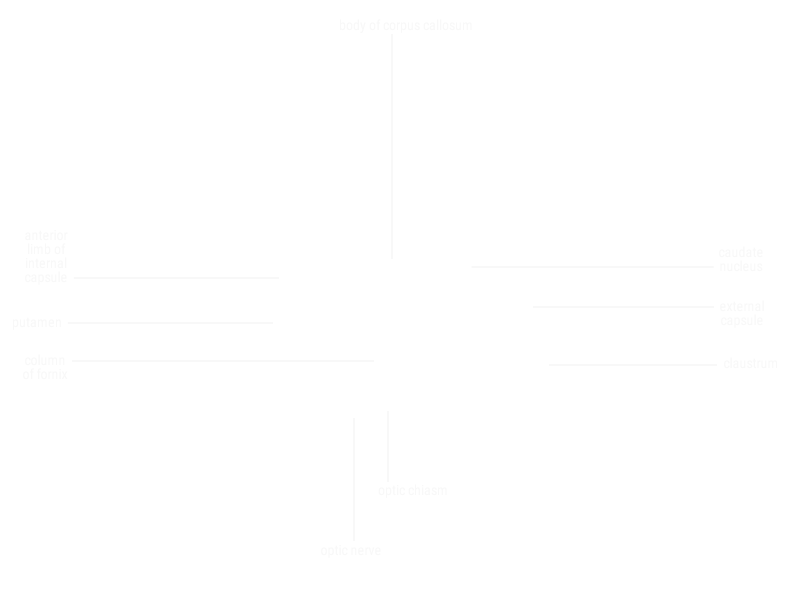 body of corpus callosum
anterior
limb of
internal
capsule
caudate
nucleus
external
capsule
putamen
column
of fornix
claustrum
optic chiasm
optic nerve